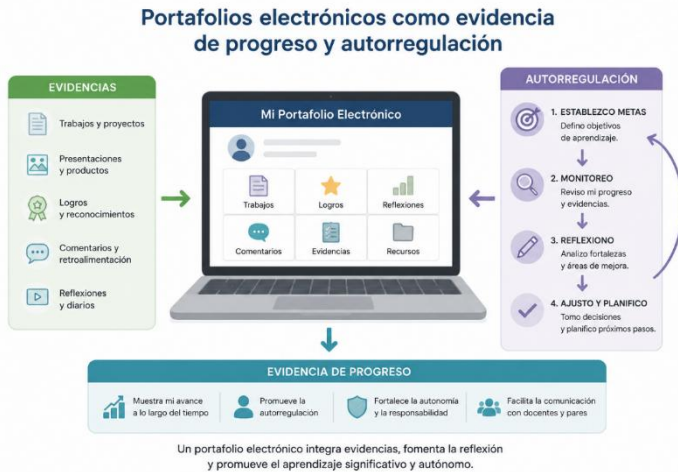 Portafolios electrónicos como evidencia
de progreso y autorregulación
EVIDENCIAS
Trabajos y proyectos
Presentaciones
y productos
Logros
y reconocimientos
Comentarios y
retroalimentación
Reflexiones
y diarios
Mi Portafolio Electrónico
Trabajos
Logros
Reflexiones
Comentarios
Evidencias
Recursos
AUTORREGULACIÓN
1. ESTABLEZCO METAS
Defino objetivos
de aprendizaje.
2. MONITOREO
Reviso mi progreso
y evidencias.
3. REFLEXIONO
Analizo fortalezas
y áreas de mejora.
4. AJUSTO Y PLANIFICO
Tomo decisiones
y planifico próximos pasos.
EVIDENCIA DE PROGRESO
Muestra mi avance
a lo largo del tiempo
Promueve la
autorregulación
Fortalece la autonomía
y la responsabilidad
Facilita la comunicación
con docentes y pares
Un portafolio electrónico integra evidencias, fomenta la reflexión
y promueve el aprendizaje significativo y autónomo.